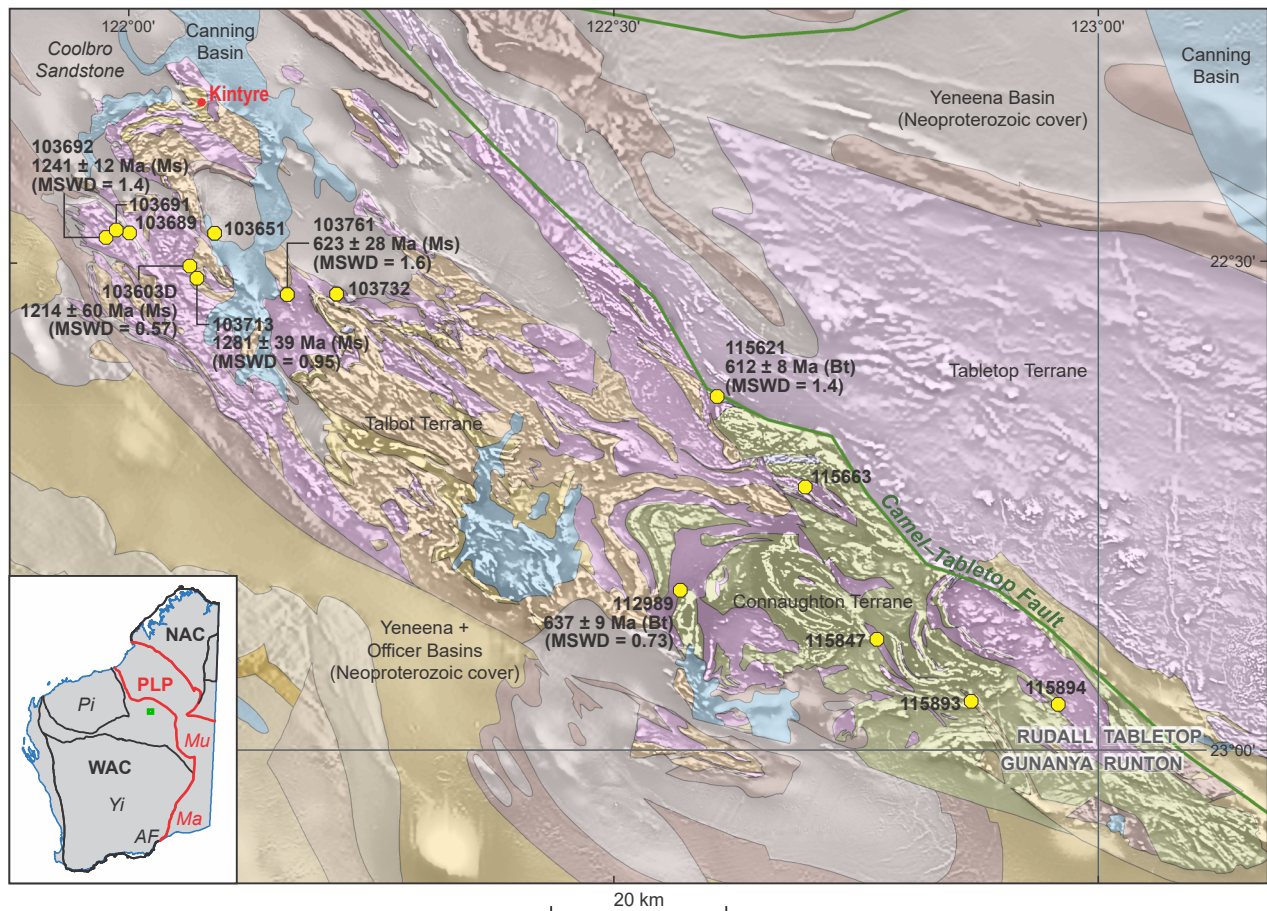 122°00'
122°30'
123°00'
Coolbro
Sandstone
Canning
Basin
Canning
Basin
Kintyre
Yeneena Basin
(Neoproterozoic cover)
103692
1241 ± 12 Ma (Ms)
(MSWD = 1.4)
103691
103689
103651
103761
623 ± 28 Ma (Ms)
(MSWD = 1.6)
22°30'
103732
103603D
1214 ± 60 Ma (Ms)
(MSWD = 0.57)
103713
1281 ± 39 Ma (Ms)
(MSWD = 0.95)
115621
612 ± 8 Ma (Bt)
(MSWD = 1.4)
Tabletop Terrane
Talbot Terrane
115663
Camel–Tabletop Fault
112989
637 ± 9 Ma (Bt)
(MSWD = 0.73)
Connaughton Terrane
Yeneena +
Officer Basins
(Neoproterozoic cover)
115847
115893
115894
RUDALL TABLETOP
23°00'
GUNANYA RUNTON
NAC
PLP
Pi
Mu
WAC
Yi
Ma
AF
20 km